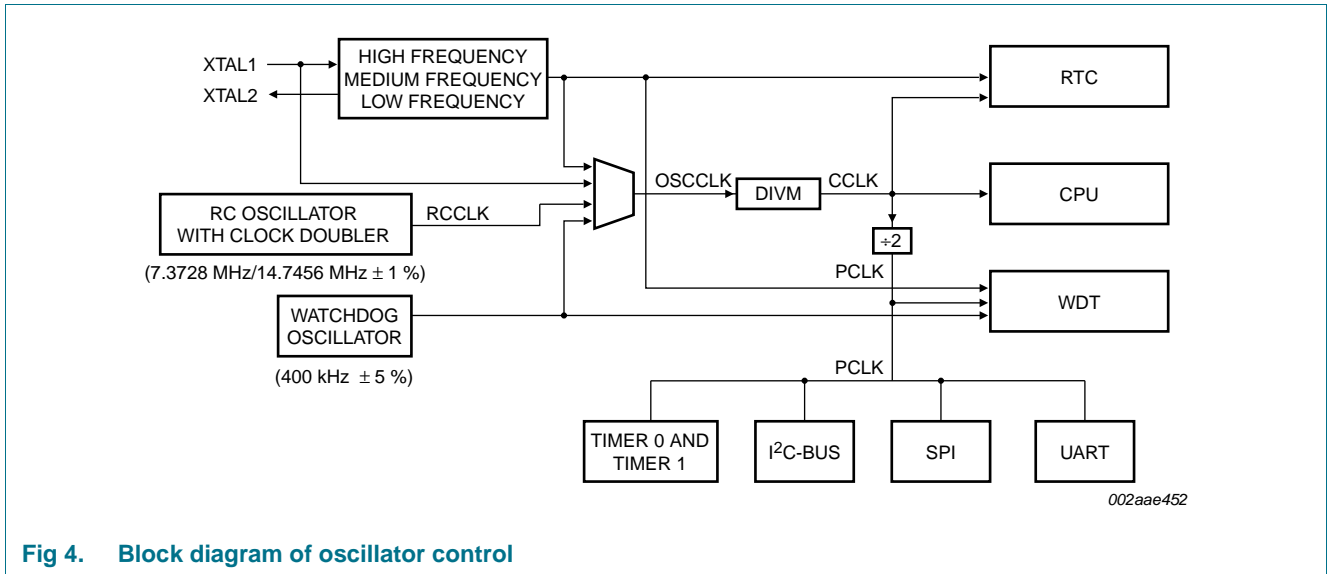 XTAL1
XTAL2
HIGH FREQUENCY
MEDIUM FREQUENCY
LOW FREQUENCY
RTC
OSCCLK
DIVM
CCLK
CPU
RC OSCILLATOR
WITH CLOCK DOUBLER
RCCLK
(7.3728 MHz/14.7456 MHz ± 1 %)
÷2
PCLK
WDT
WATCHDOG
OSCILLATOR
(400 kHz ± 5 %)
PCLK
TIMER 0 AND
TIMER 1
I²C-BUS
SPI
UART
002aae452
Fig 4. Block diagram of oscillator control